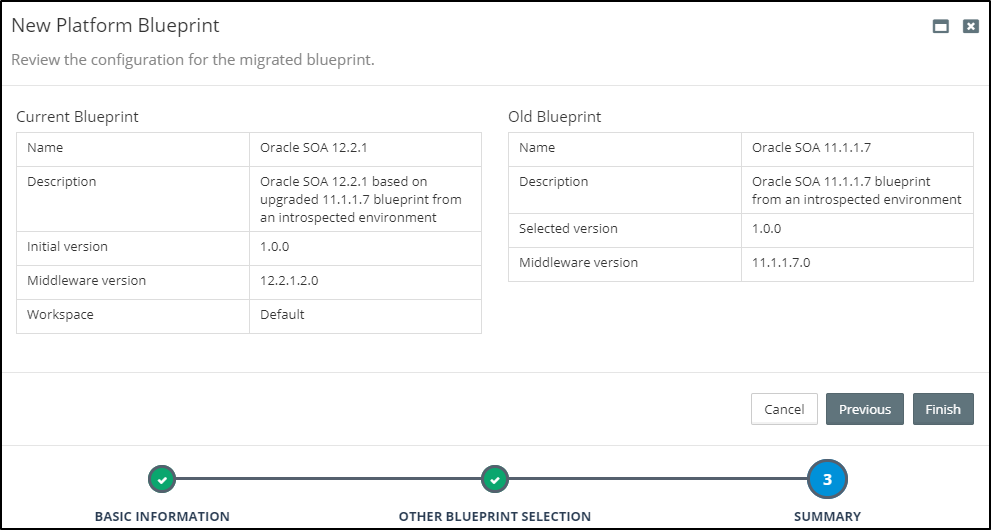 New Platform Blueprint
Review the configuration for the migrated blueprint.
Current Blueprint
Name
Oracle SOA 12.2.1
Description
Oracle SOA 12.2.1 based on
upgraded 11.1.1.7 blueprint from
an introspected environment
Initial version
1.0.0
Middleware version
12.2.1.2.0
Workspace
Default
Old Blueprint
Name
Oracle SOA 11.1.1.7
Description
Oracle SOA 11.1.1.7 blueprint
from an introspected environment
Selected version
1.0.0
Middleware version
11.1.1.7.0
Cancel
Previous
Finish
3
BASIC INFORMATION
OTHER BLUEPRINT SELECTION
SUMMARY